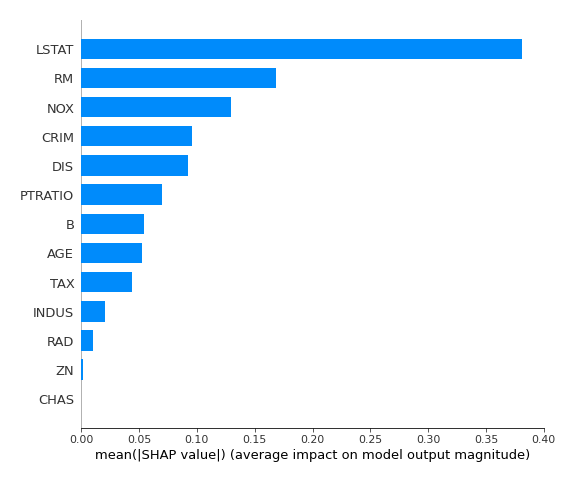 LSTAT
RM
NOX
CRIM
DIS
PTRATIO
B
AGE
TAX
INDUS
RAD
ZN
CHAS
0.00 0.05 0.10 0.15 0.20 0.25 0.30 0.35 0.40
mean(|SHAP value|) (average impact on model output magnitude)